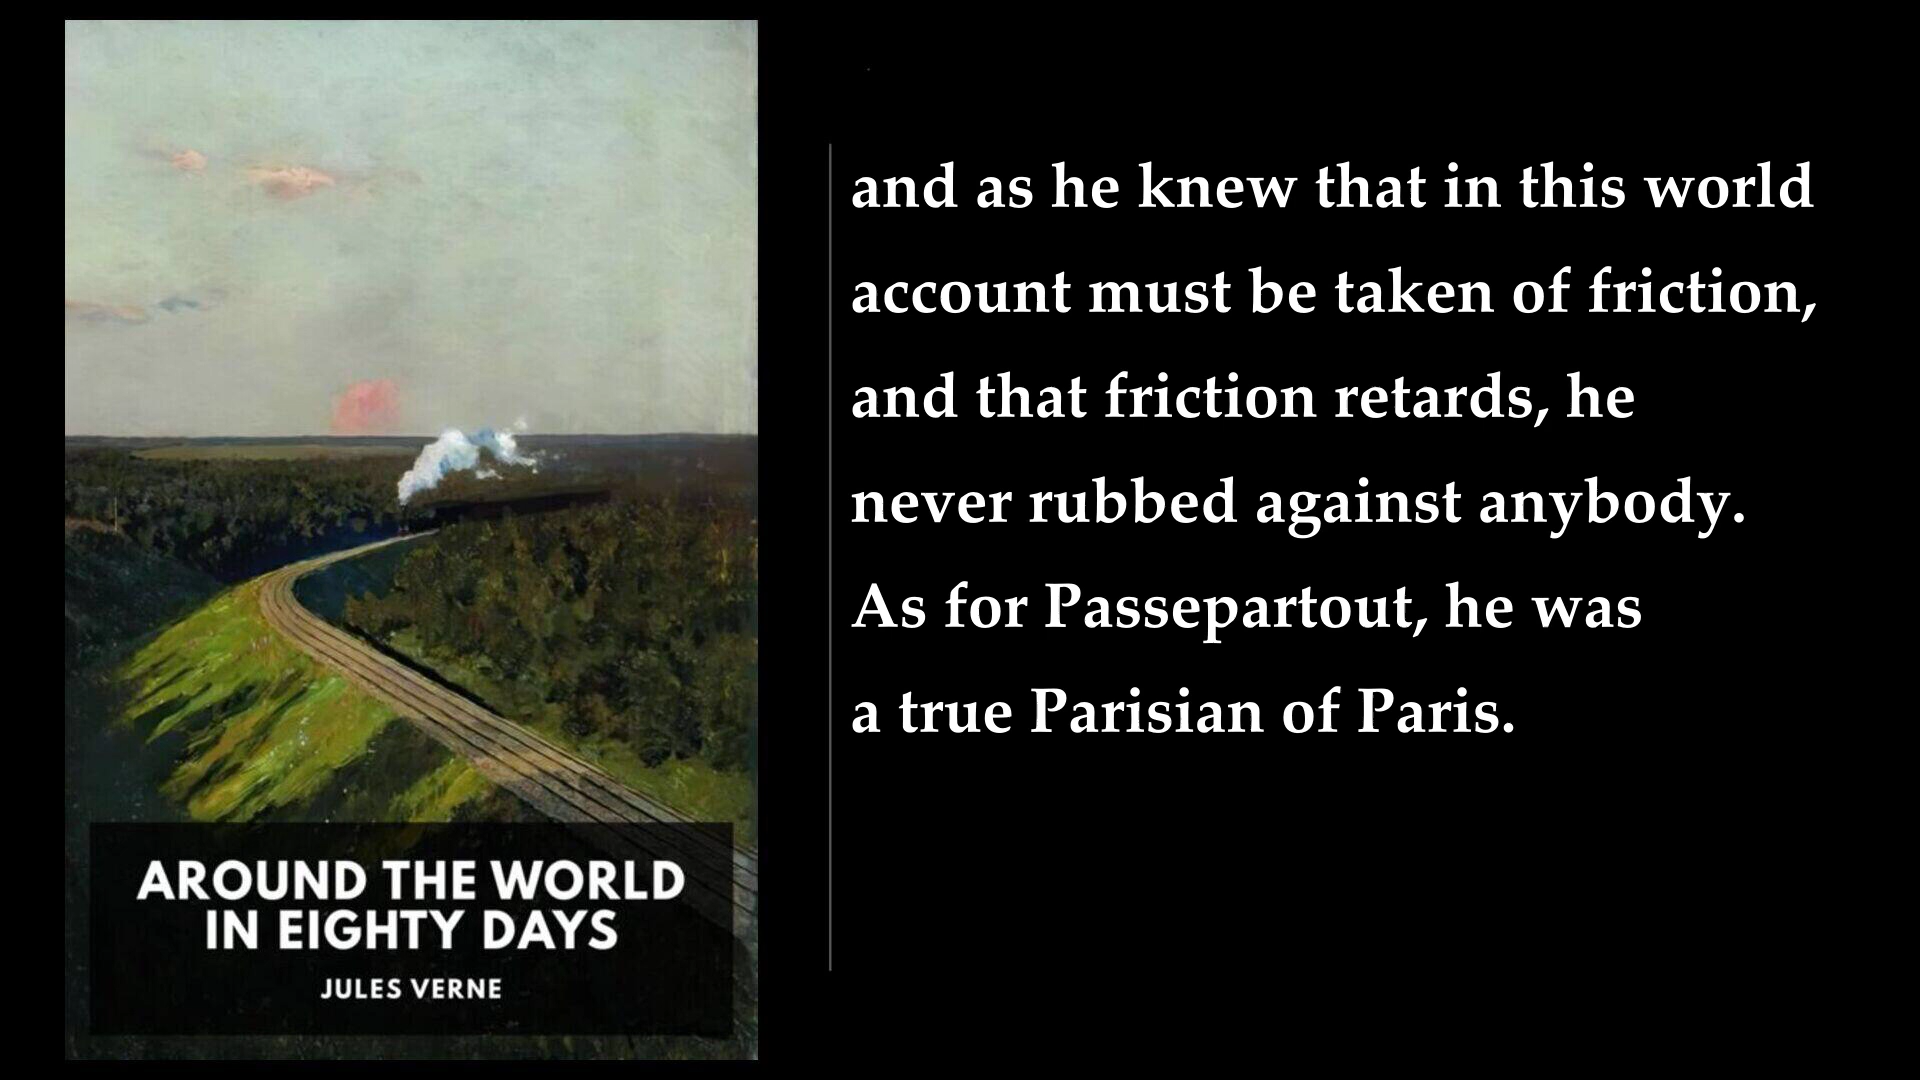 and as he knew that in this world
account must be taken of friction,
and that friction retards, he
never rubbed against anybody.
As for Passepartout, he was
a true Parisian of Paris.
AROUND THE WORLD
IN EIGHTY DAYS
JULES VERNE